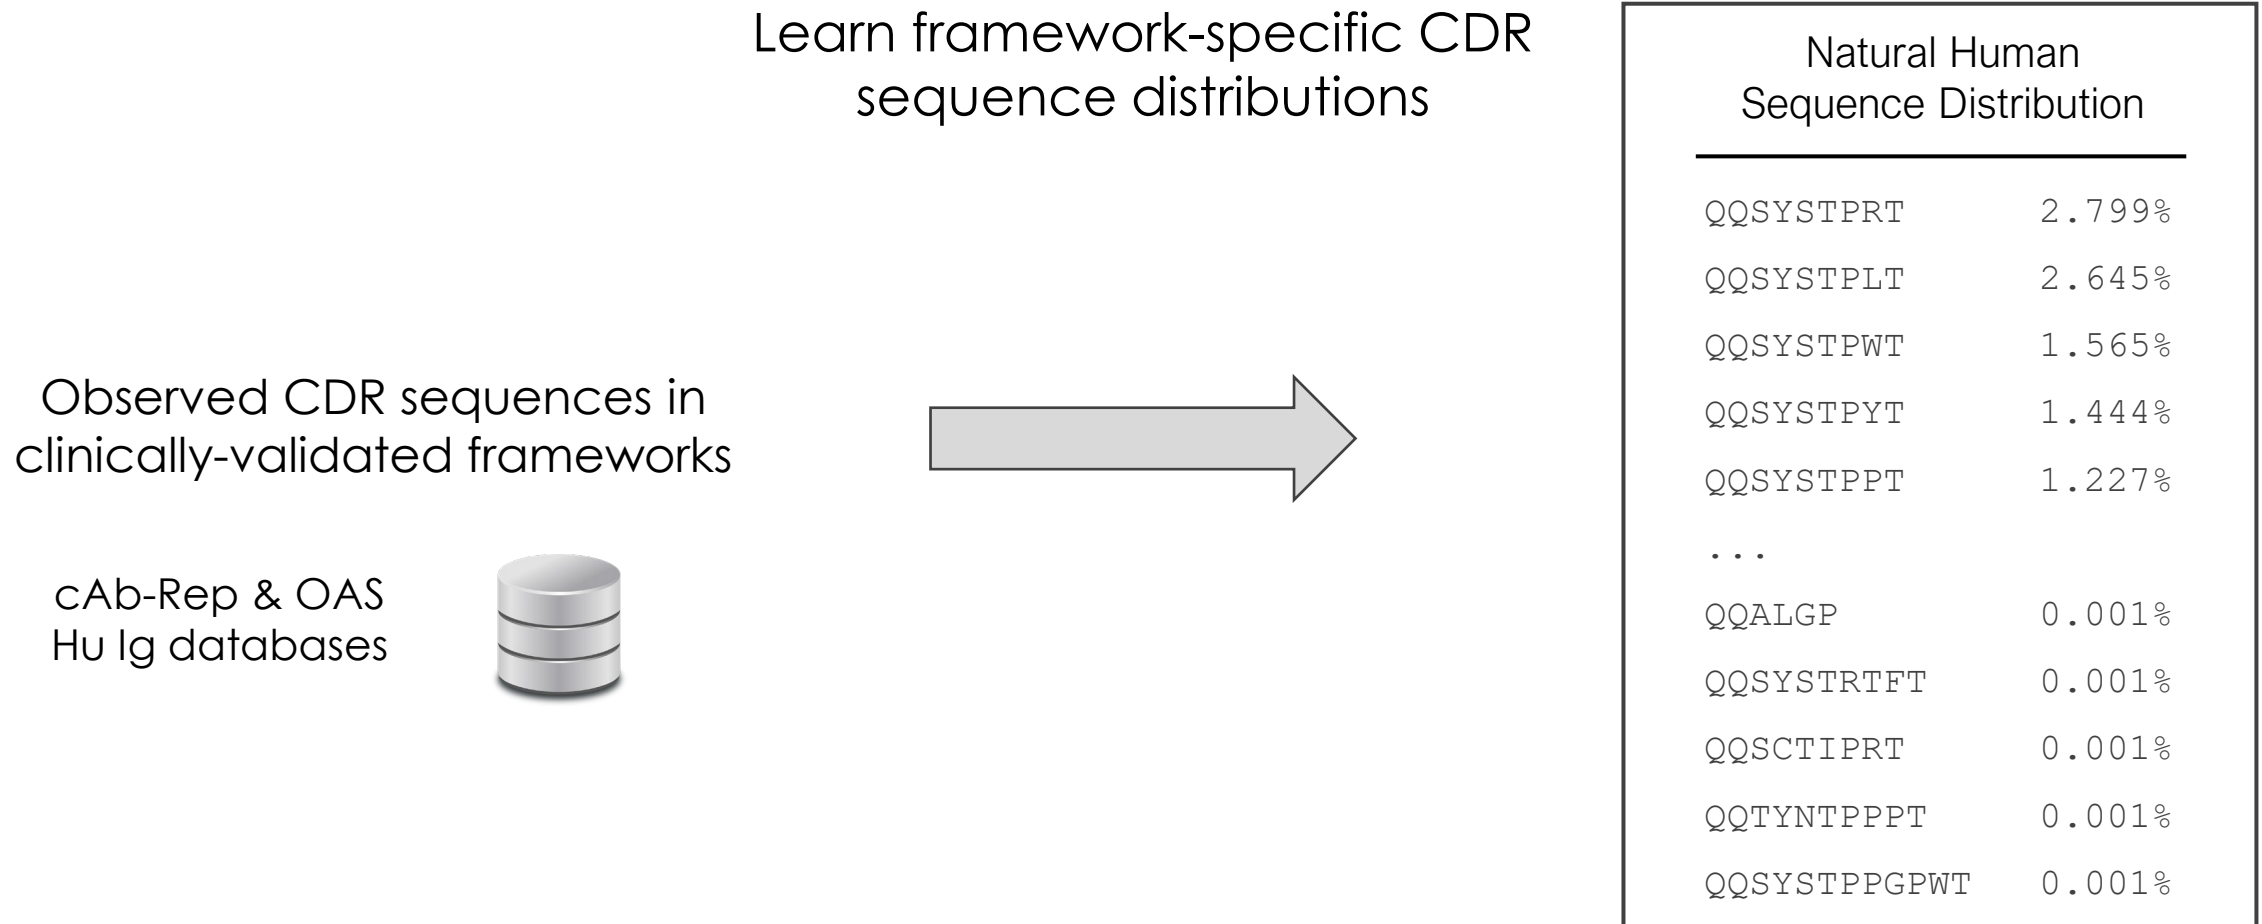 Learn framework-specific CDR
sequence distributions
Observed CDR sequences in
clinically-validated frameworks
cAb-Rep & OAS
Hu Ig databases
Natural Human
Sequence Distribution
QQSYSTPRT 2.799%
QQSYSTPLT 2.645%
QQSYSTPWT 1.565%
QQSYSTPYT 1.444%
QQSYSTPPT 1.227%
...
QQALGP 0.001%
QQSYSTRTFT 0.001%
QQSCTIPRT 0.001%
QQTYNTPPPT 0.001%
QQSYSTPPGPWT 0.001%